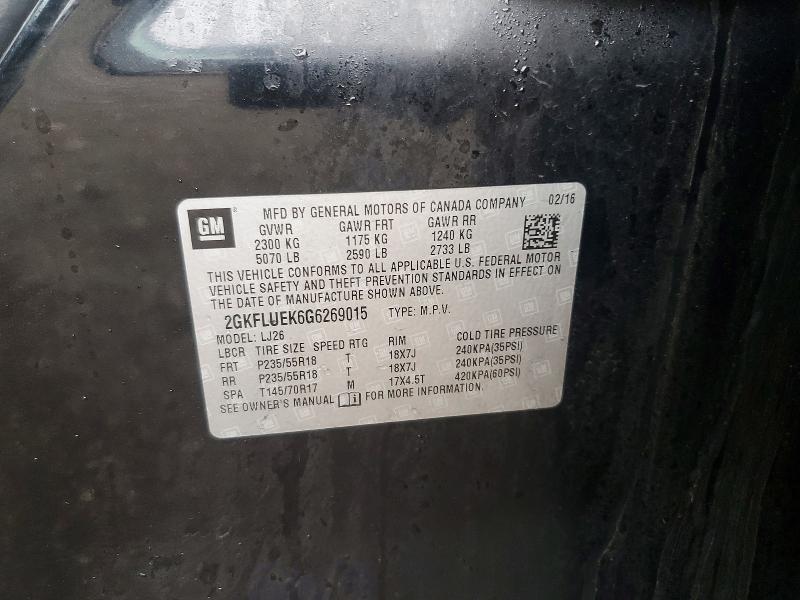 GM ® MFD BY GENERAL MOTORS OF CANADA COMPANY 02/16
GVWR GAWR FRT GAWR RR
2300 KG 1175 KG 1240 KG
5070 LB 2590 LB 2733 LB
THIS VEHICLE CONFORMS TO ALL APPLICABLE U.S. FEDERAL MOTOR
VEHICLE SAFETY AND THEFT PREVENTION STANDARDS IN EFFECT ON
THE DATE OF MANUFACTURE SHOWN ABOVE.
2GKFLUEK6G6269015 TYPE: M.P.V.
MODEL: LJ26
LBCR TIRE SIZE SPEED RTG RIM COLD TIRE PRESSURE
FRT P235/55R18 T 18X7J 240KPA(35PSI)
RR P235/55R18 T 18X7J 240KPA(35PSI)
SPA T145/70R17 M 17X4.5T 420KPA(60PSI)
SEE OWNER'S MANUAL i FOR MORE INFORMATION.